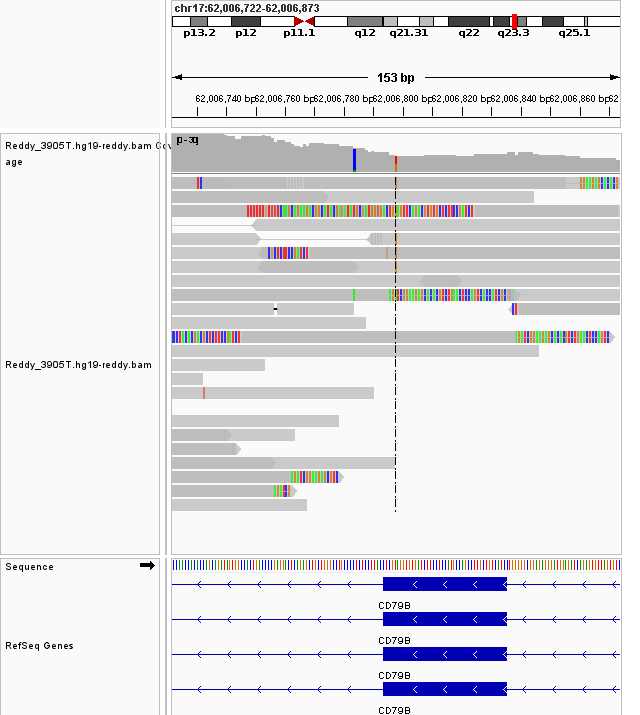 chr17:62,006,722-62,006,873
p13.2 p12 p11.1 q12 q21.31 q22 q23.3 q25.1
153 bp
62,006,740 bp 62,006,760 bp 62,006,780 bp 62,006,800 bp 62,006,820 bp 62,006,840 bp 62,006,860 bp 62
Reddy_3905T.hg19-reddy.bam Cov
age
Reddy_3905T.hg19-reddy.bam
Sequence
CD79B
CD79B
RefSeq Genes
CD79B
CD79B